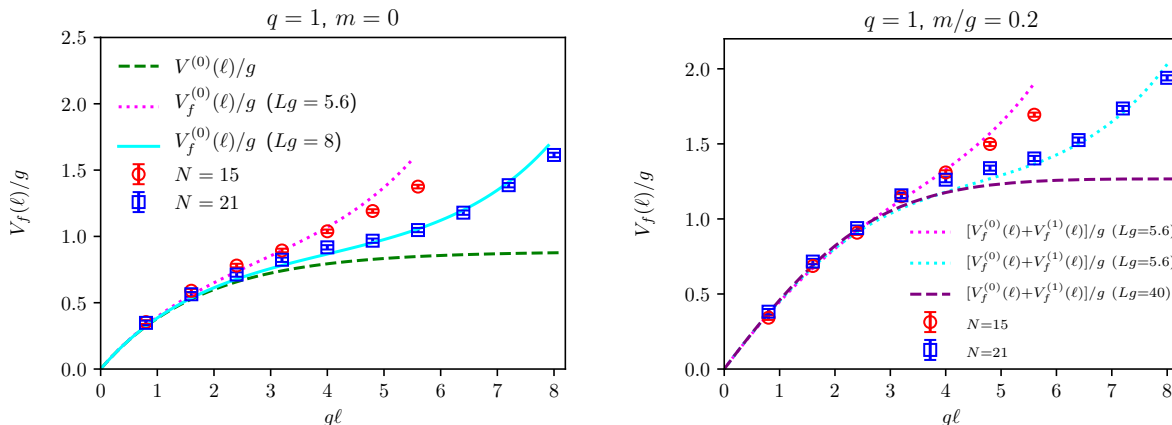 q = 1, m = 0
V_f(ℓ)/g
2.5
2.0
1.5
1.0
0.5
0.0
V^{(0)}(ℓ)/g
V_f^{(0)}(ℓ)/g (Lg = 5.6)
V_f^{(0)}(ℓ)/g (Lg = 8)
N = 15
N = 21
0 1 2 3 4 5 6 7 8
gℓ
q = 1, m/g = 0.2
V_f(ℓ)/g
2.0
1.5
1.0
0.5
0.0
[V_f^{(0)}(ℓ)+V_f^{(1)}(ℓ)]/g (Lg=5.6)
[V_f^{(0)}(ℓ)+V_f^{(1)}(ℓ)]/g (Lg=5.6)
[V_f^{(0)}(ℓ)+V_f^{(1)}(ℓ)]/g (Lg=40)
N=15
N=21
0 1 2 3 4 5 6 7 8
gℓ